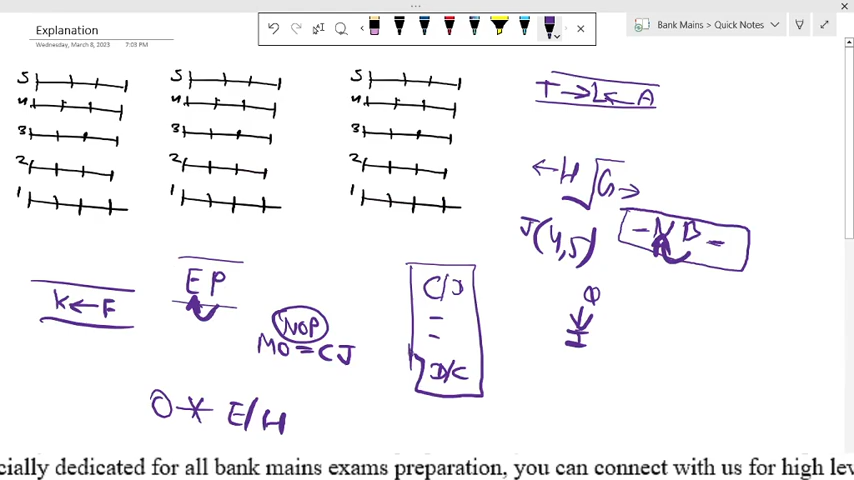 Explanation
Wednesday, March 8, 2023 7:03 PM
Bank Mains > Quick Notes
5 5 5
4 4 4
3 3 3
2 2 2
1 1 1
T → L ← A
← H G →
J(4,5)
- N B -
K ← F
E P
NOP
MO = CJ
C/D
=
=
D/C
Q
↓
I
O * E/H
cially dedicated for all bank mains exams preparation, you can connect with us for high lev